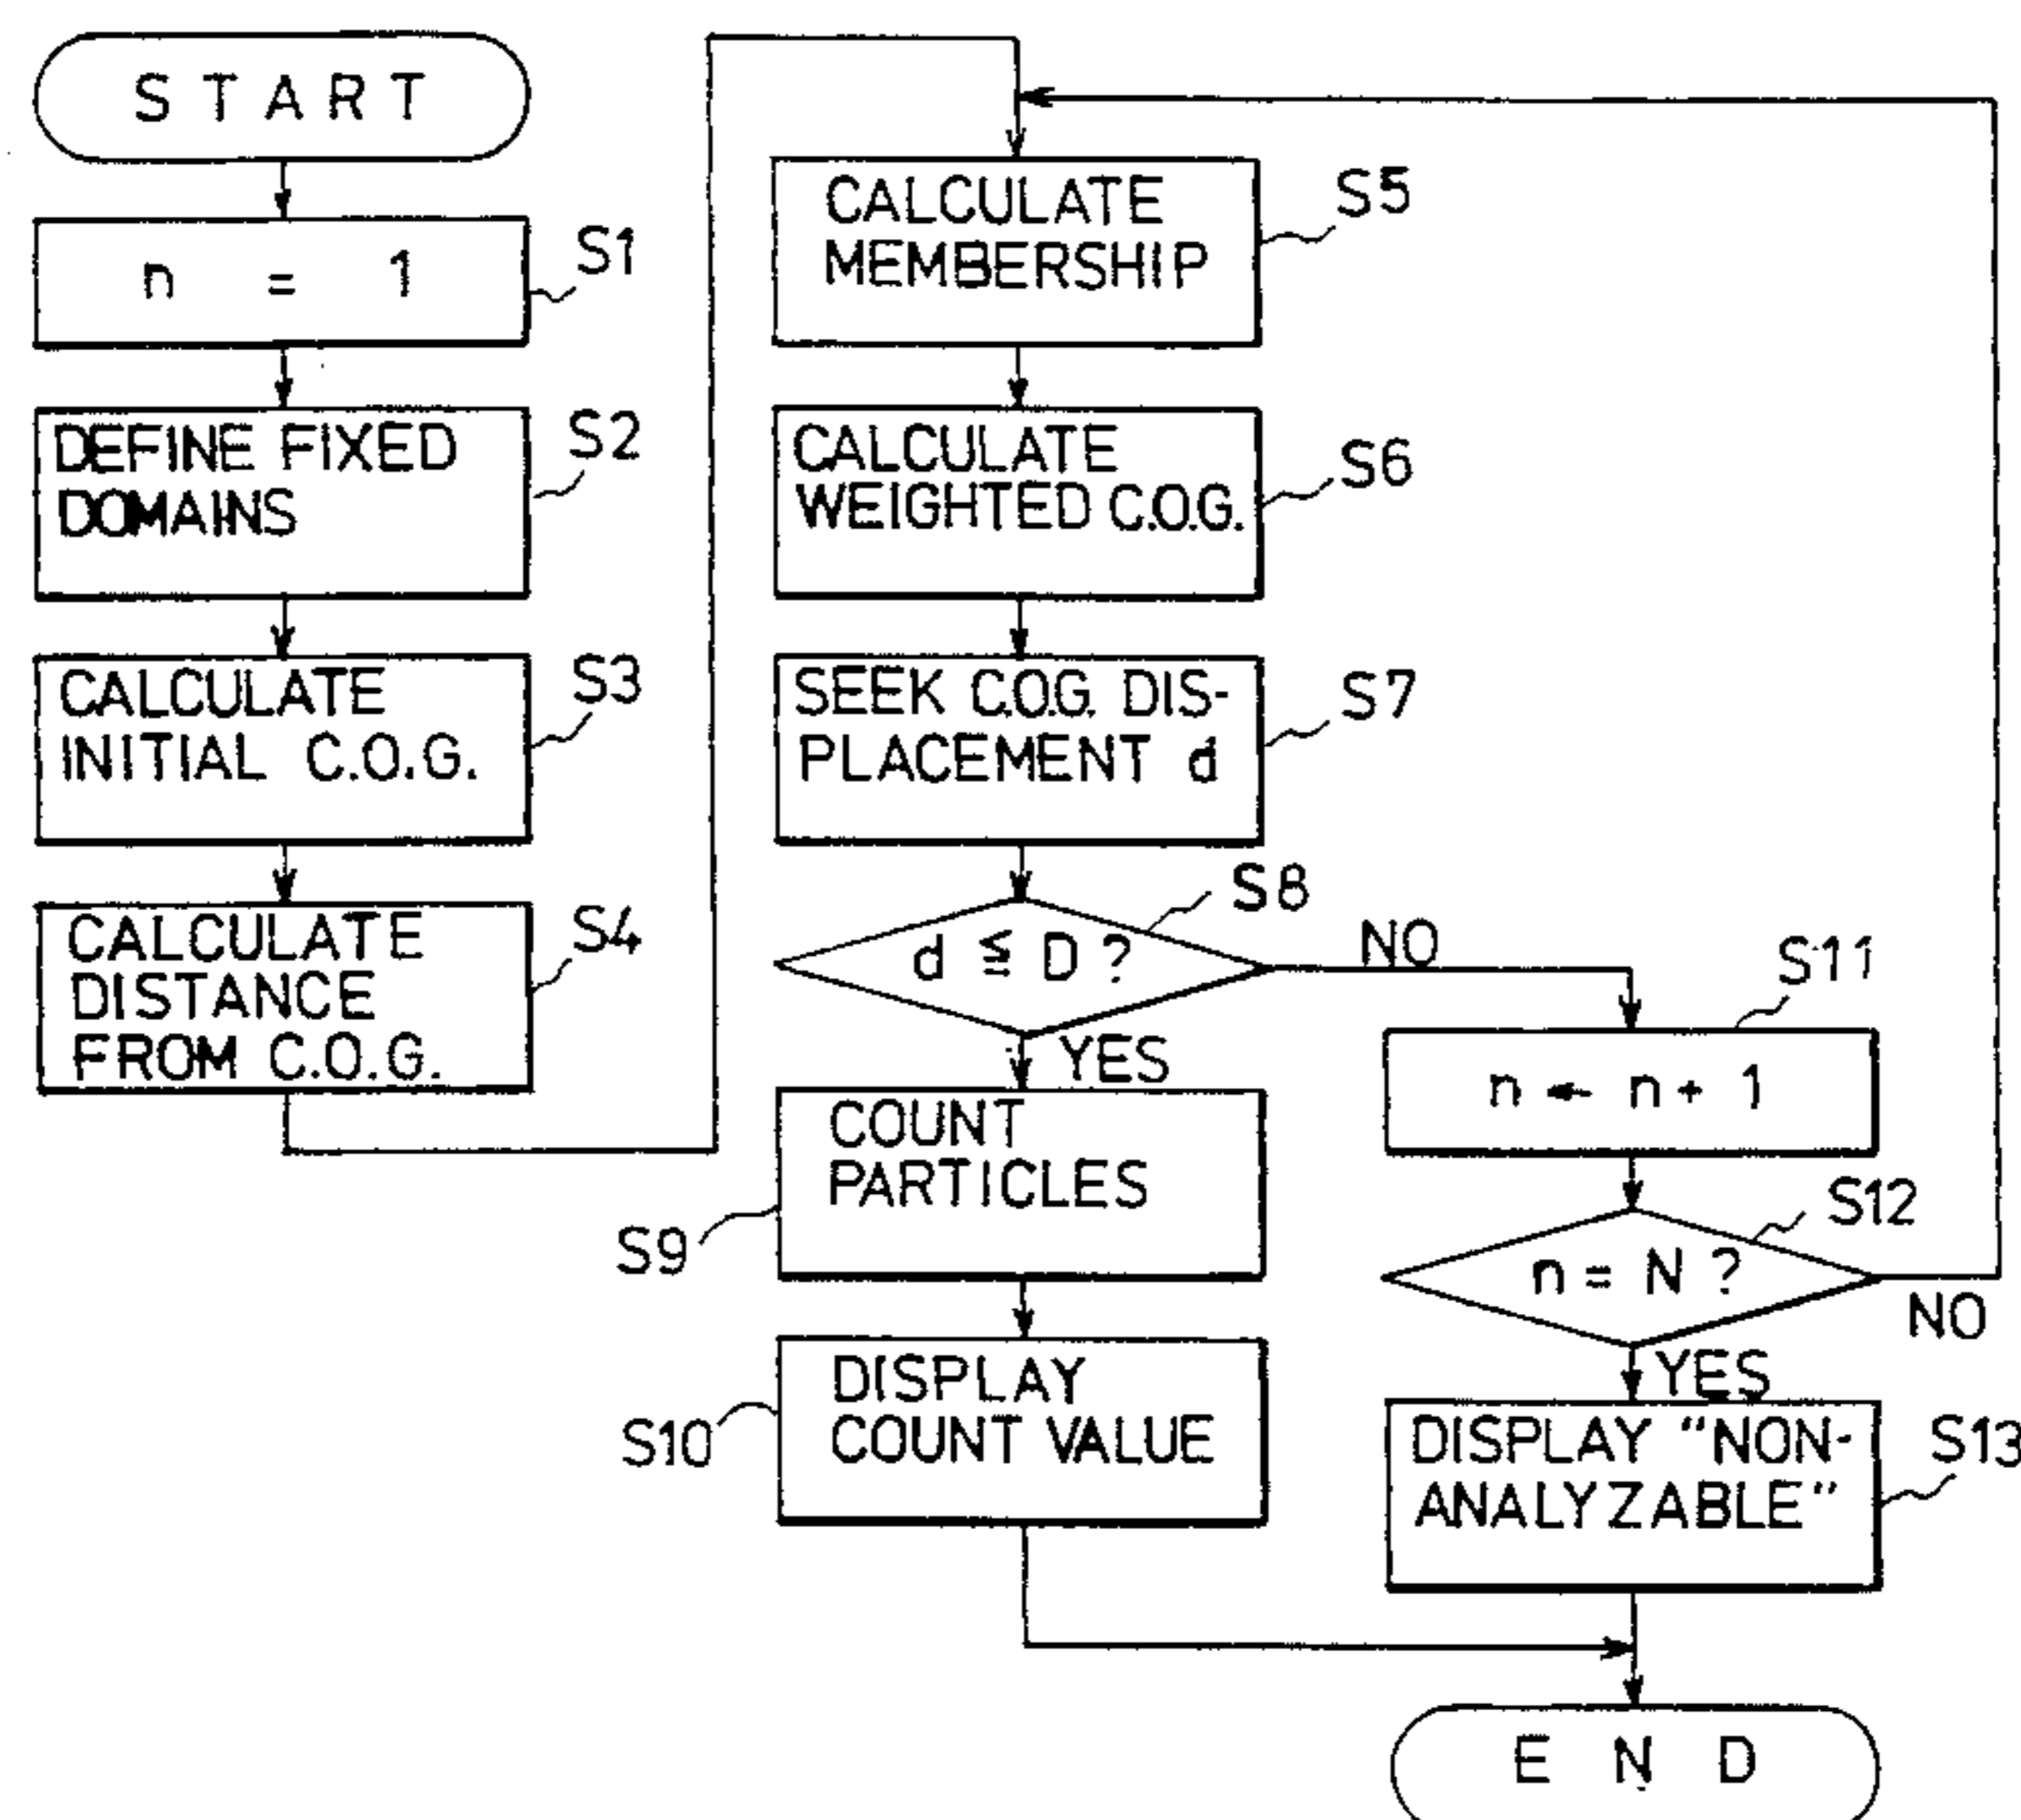 START
n = 1
S1
DEFINE FIXED
DOMAINS
S2
CALCULATE
INITIAL C.O.G.
S3
CALCULATE
DISTANCE
FROM C.O.G.
S4
CALCULATE
MEMBERSHIP
S5
CALCULATE
WEIGHTED C.O.G.
S6
SEEK C.O.G. DIS-
PLACEMENT d
S7
d ≦ D ?
S8
NO
YES
COUNT
PARTICLES
S9
DISPLAY
COUNT VALUE
S10
n ← n + 1
S11
n = N ?
S12
NO
YES
DISPLAY "NON-
ANALYZABLE"
S13
END